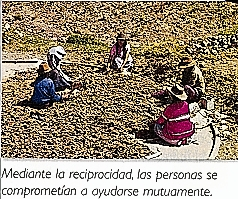 Mediante la reciprocidad, las personas se
comprometían a ayudarse mutuamente.